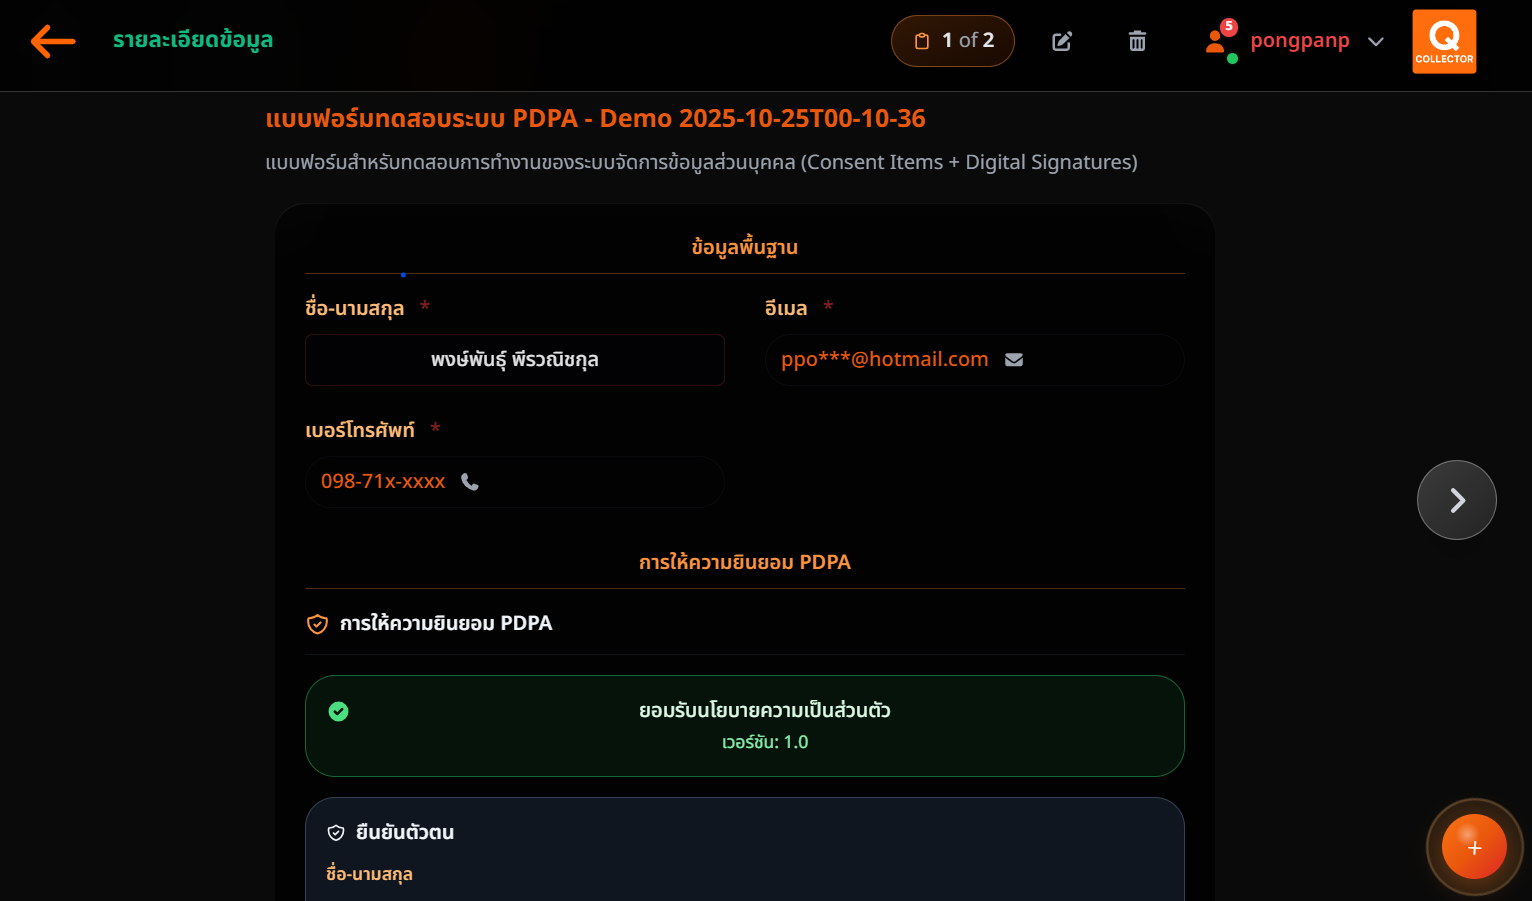 รายละเอียดข้อมูล
1 of 2
5
pongpanp
Q
COLLECTOR
แบบฟอร์มทดสอบระบบ PDPA - Demo 2025-10-25T00-10-36
แบบฟอร์มสำหรับทดสอบการทำงานของระบบจัดการข้อมูลส่วนบุคคล (Consent Items + Digital Signatures)
ข้อมูลพื้นฐาน
ชื่อ-นามสกุล *
อีเมล *
พงษ์พันธุ์ พีรวณิชกุล
ppo***@hotmail.com
เบอร์โทรศัพท์ *
098-71x-xxxx
การให้ความยินยอม PDPA
การให้ความยินยอม PDPA
ยอมรับนโยบายความเป็นส่วนตัว
เวอร์ชัน: 1.0
ยืนยันตัวตน
ชื่อ-นามสกุล
+